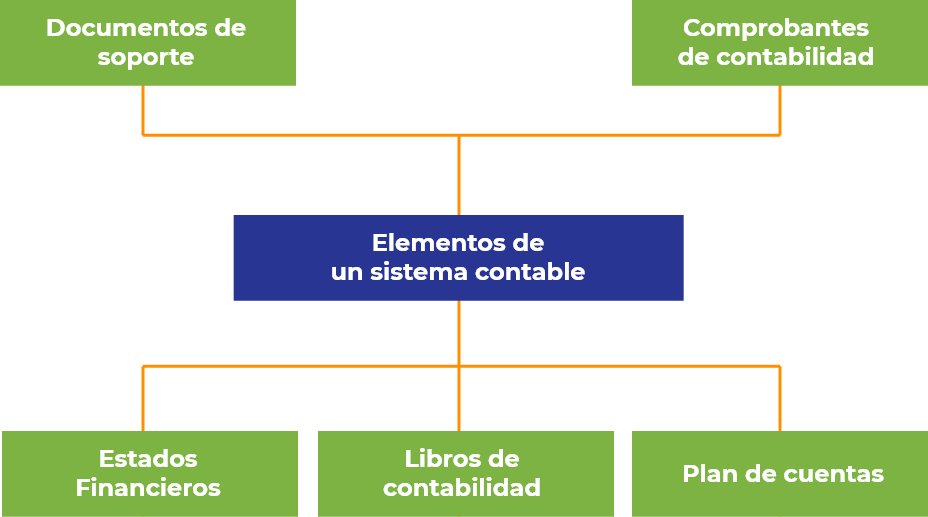 Documentos de
soporte
Comprobantes
de contabilidad
Elementos de
un sistema contable
Estados
Financieros
Libros de
contabilidad
Plan de cuentas